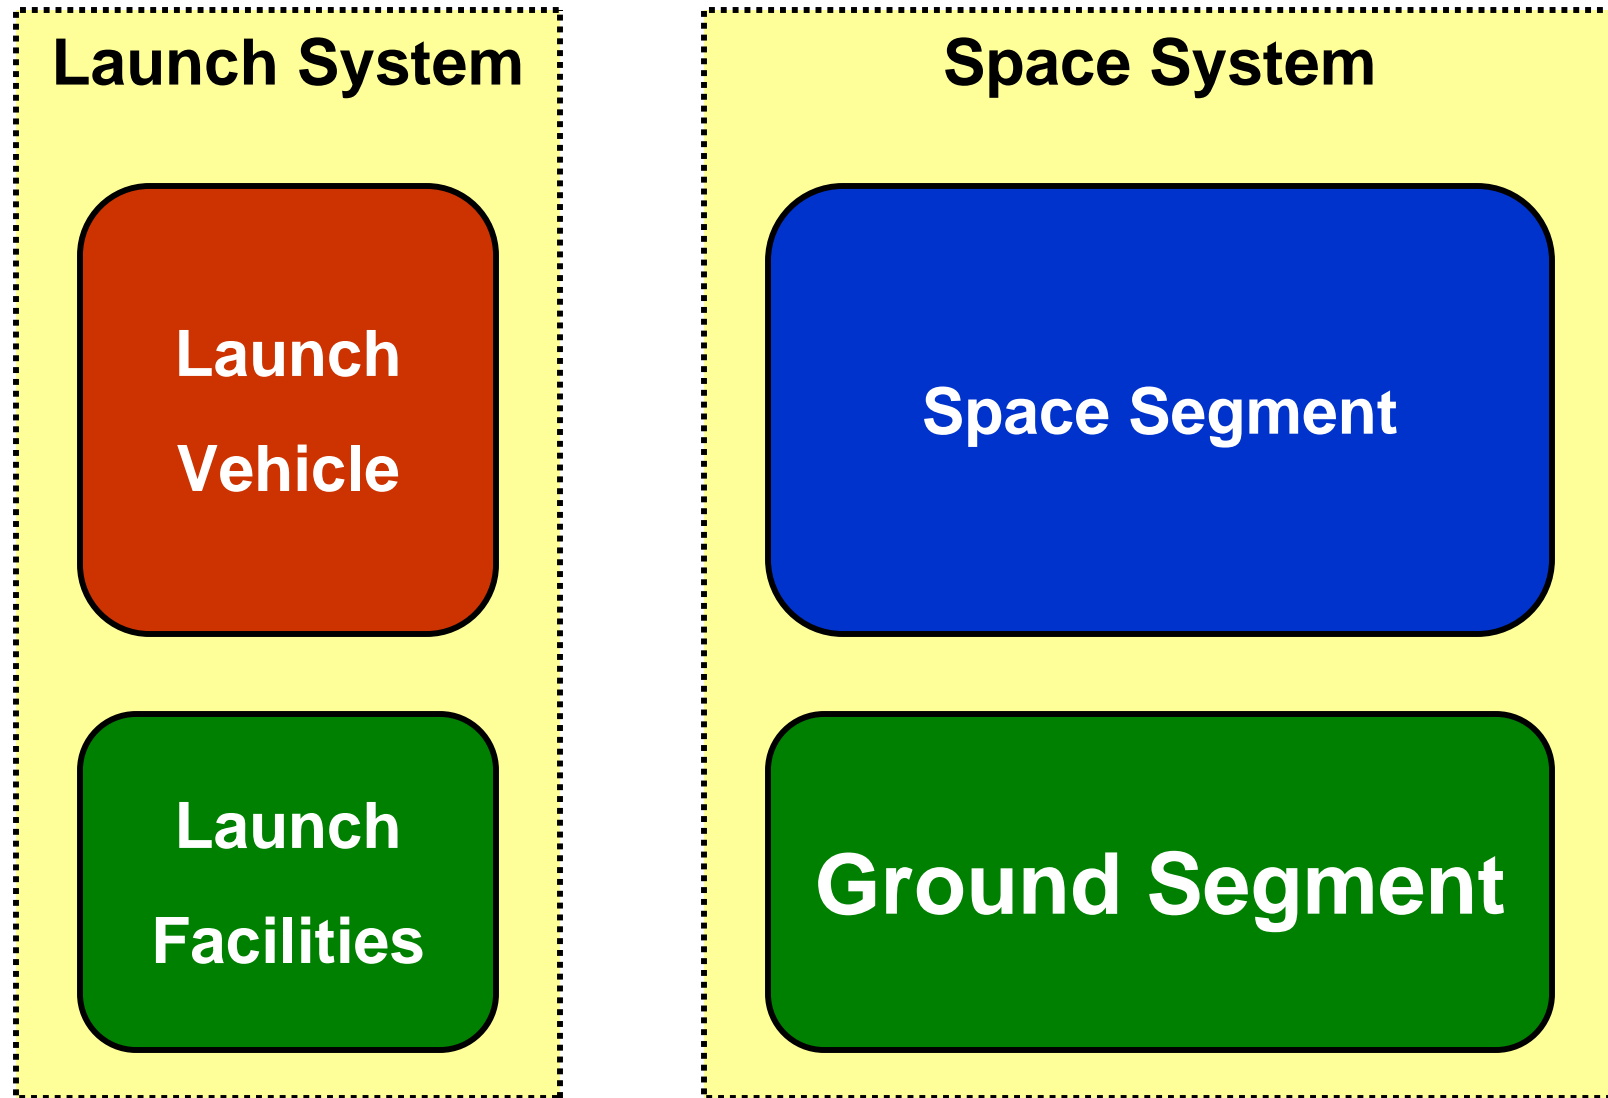 Launch System
Launch
Vehicle
Launch
Facilities
Space System
Space Segment
Ground Segment